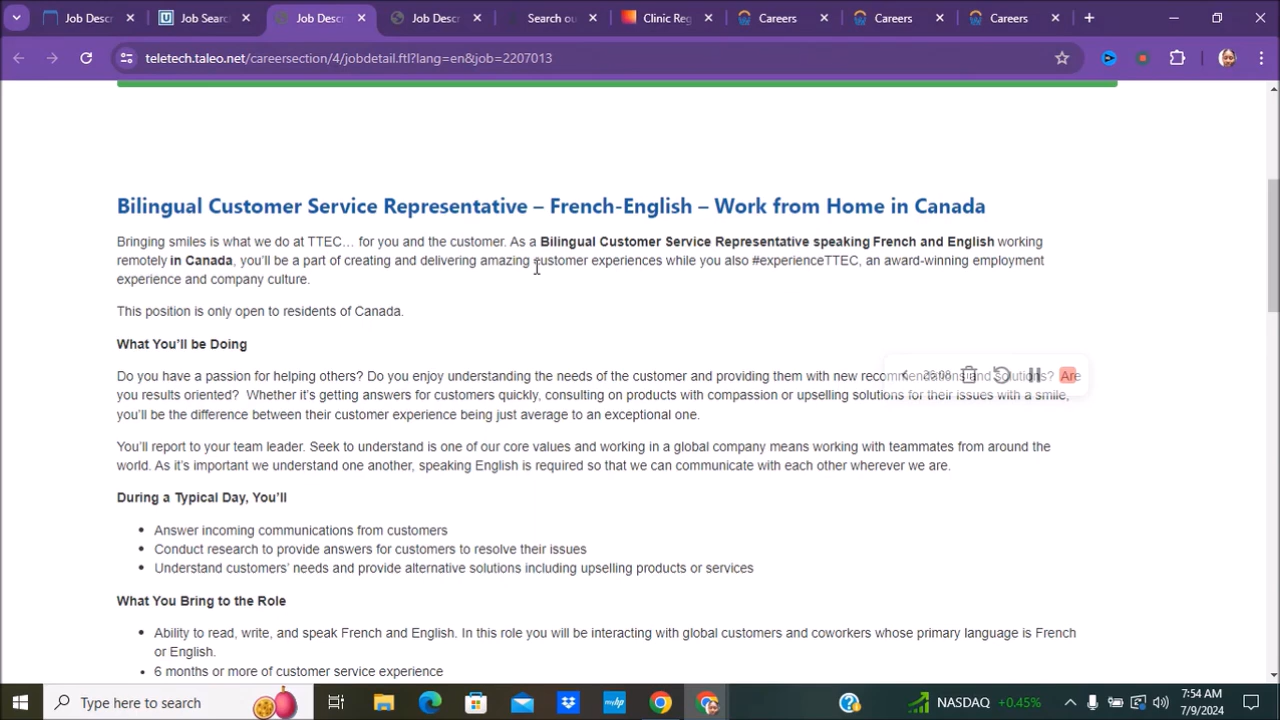 Job Descr
Job Searc
Job Descr
Job Descr
Search ou
Clinic Reg
Careers
Careers
Careers
teletech.taleo.net/careersection/4/jobdetail.ftl?lang=en&job=2207013
Bilingual Customer Service Representative – French-English – Work from Home in Canada
Bringing smiles is what we do at TTEC… for you and the customer. As a Bilingual Customer Service Representative speaking French and English working
remotely in Canada, you’ll be a part of creating and delivering amazing customer experiences while you also #experienceTTEC, an award-winning employment
experience and company culture.
This position is only open to residents of Canada.
What You’ll be Doing
Do you have a passion for helping others? Do you enjoy understanding the needs of the customer and providing them with new recommendations and solutions? Are
you results oriented?  Whether it’s getting answers for customers quickly, consulting on products with compassion or upselling solutions for their issues with a smile,
you’ll be the difference between their customer experience being just average to an exceptional one.
You’ll report to your team leader. Seek to understand is one of our core values and working in a global company means working with teammates from around the
world. As it’s important we understand one another, speaking English is required so that we can communicate with each other wherever we are.
During a Typical Day, You’ll
• Answer incoming communications from customers
• Conduct research to provide answers for customers to resolve their issues
• Understand customers’ needs and provide alternative solutions including upselling products or services
What You Bring to the Role
• Ability to read, write, and speak French and English. In this role you will be interacting with global customers and coworkers whose primary language is French
or English.
• 6 months or more of customer service experience
Type here to search
NASDAQ +0.45%
7:54 AM
7/9/2024